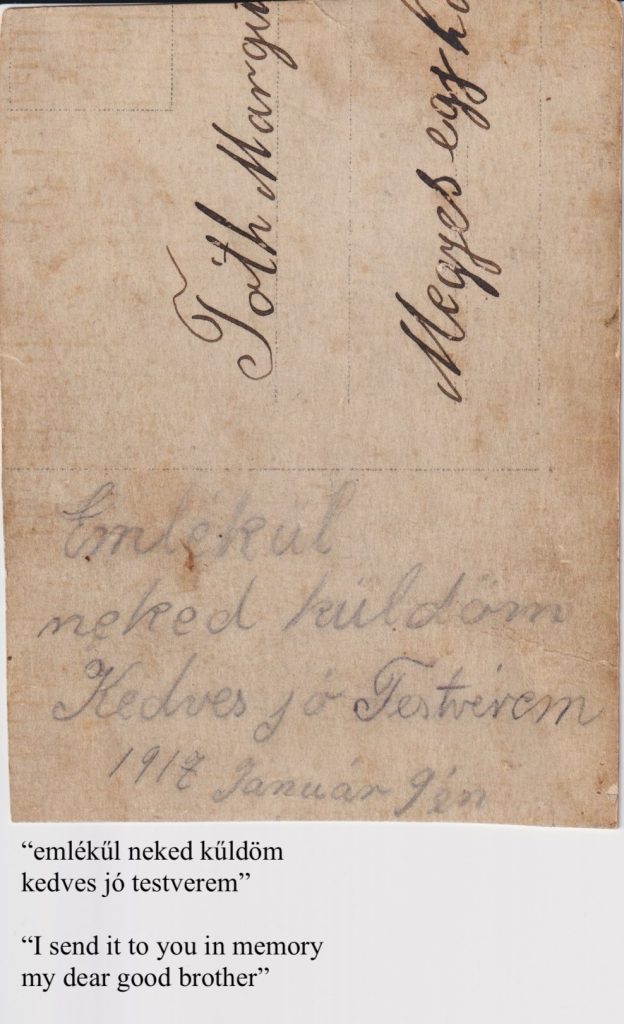 Tóth Margi
Megyes egyh
Emlékül
neked küldöm
Kedves jó Testvérem
1917 Január 9én
“emlékűl neked kűldöm
kedves jó testverem”
“I send it to you in memory
my dear good brother”